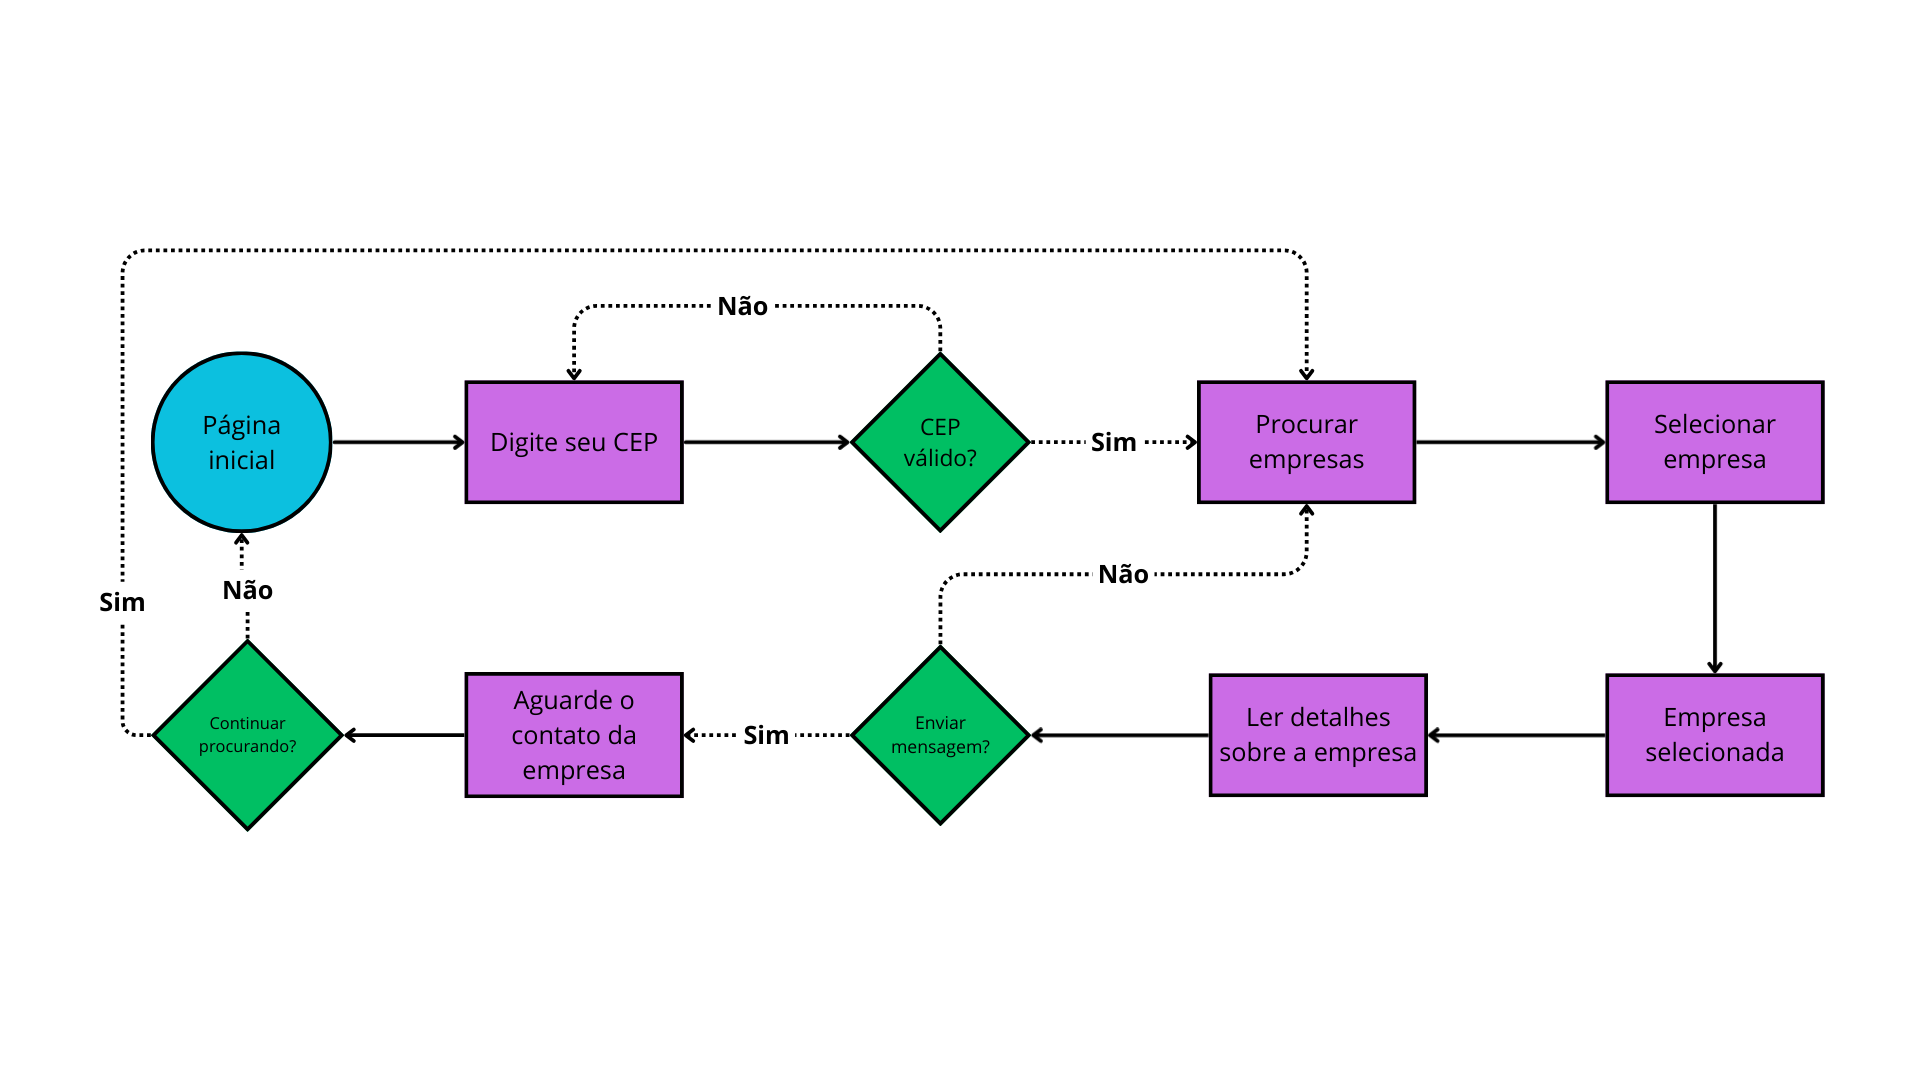 Não
Página
inicial
Digite seu CEP
CEP
válido?
Sim
Procurar
empresas
Selecionar
empresa
Não
Sim
Não
Continuar
procurando?
Aguarde o
contato da
empresa
Sim
Enviar
mensagem?
Ler detalhes
sobre a empresa
Empresa
selecionada